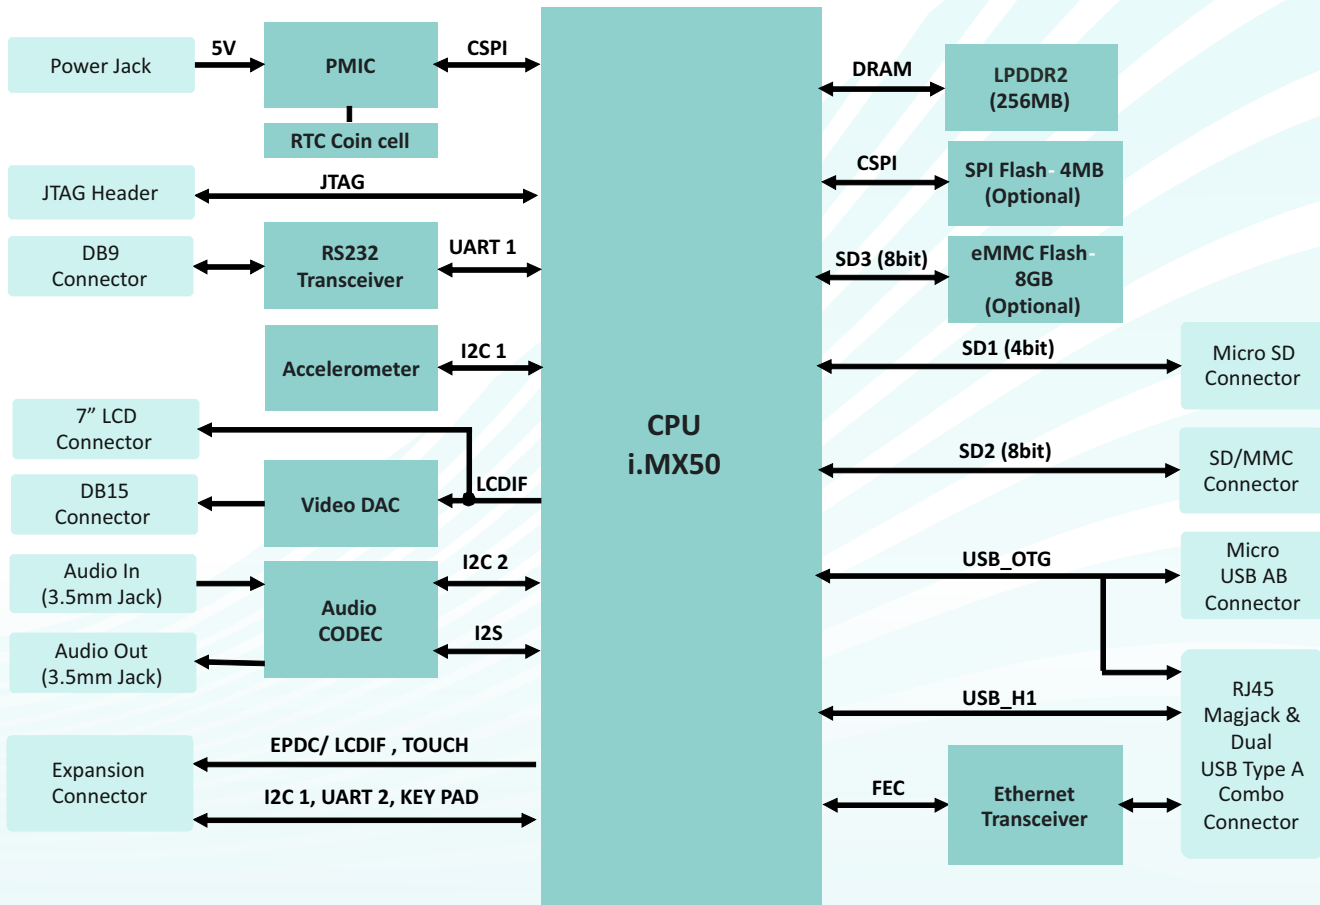 Power Jack
5V
PMIC
CSPI
RTC Coin cell
JTAG Header
JTAG
DB9
Connector
RS232
Transceiver
UART 1
Accelerometer
I2C 1
7” LCD
Connector
DB15
Connector
Video DAC
LCDIF
Audio In
(3.5mm Jack)
Audio Out
(3.5mm Jack)
Audio
CODEC
I2C 2
I2S
Expansion
Connector
EPDC/ LCDIF , TOUCH
I2C 1, UART 2, KEY PAD
CPU
i.MX50
DRAM
LPDDR2
(256MB)
CSPI
SPI Flash- 4MB
(Optional)
SD3 (8bit)
eMMC Flash-
8GB
(Optional)
SD1 (4bit)
Micro SD
Connector
SD2 (8bit)
SD/MMC
Connector
USB_OTG
Micro
USB AB
Connector
USB_H1
RJ45
Magjack &
Dual
USB Type A
Combo
Connector
FEC
Ethernet
Transceiver